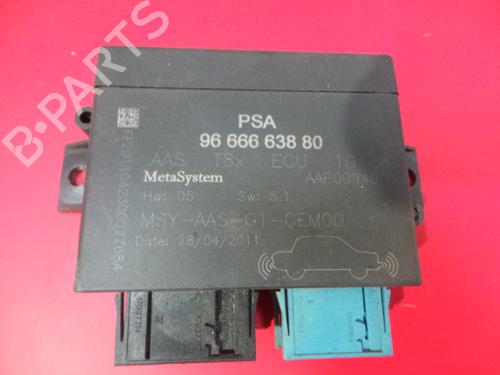 B-PARTS
PSA
96 666 638 80
AAS T8x ECU 10
MetaSystem
AAP00940
Hw: 05 Sw: 5.1
MSY-AAS-G1-CEM00
Date: 28/04/2011